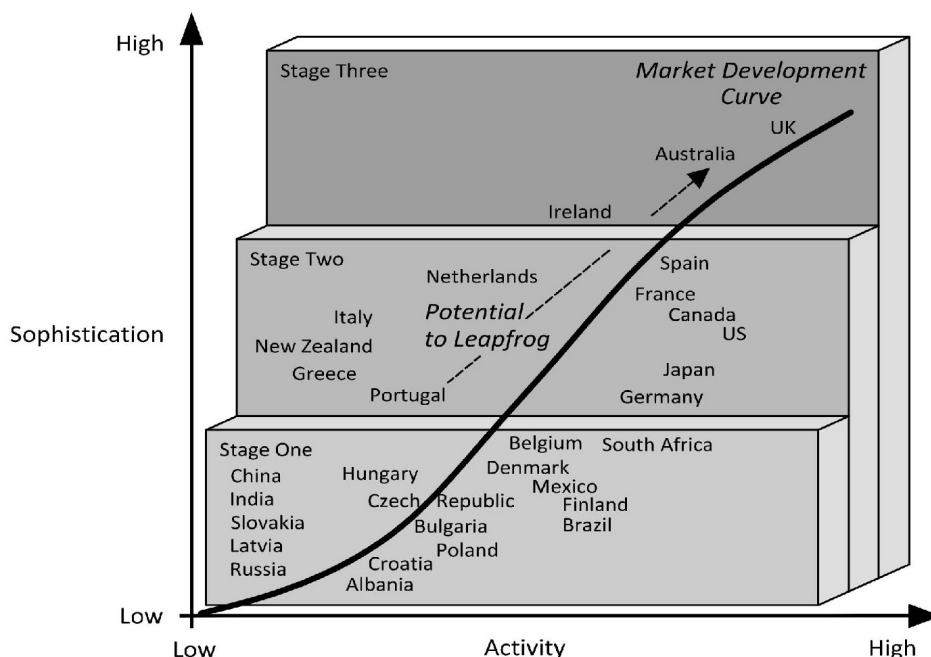 High
Stage Three
Market Development
Curve
UK
Australia
Ireland
Stage Two
Netherlands
Spain
France
Canada
US
Italy
Potential
to Leapfrog
Sophistication
New Zealand
Greece
Japan
Portugal
Germany
Stage One
China
India
Slovakia
Latvia
Russia
Hungary
Czech Republic
Bulgaria
Poland
Croatia
Albania
Belgium
South Africa
Denmark
Mexico
Finland
Brazil
Low
Low
Activity
High